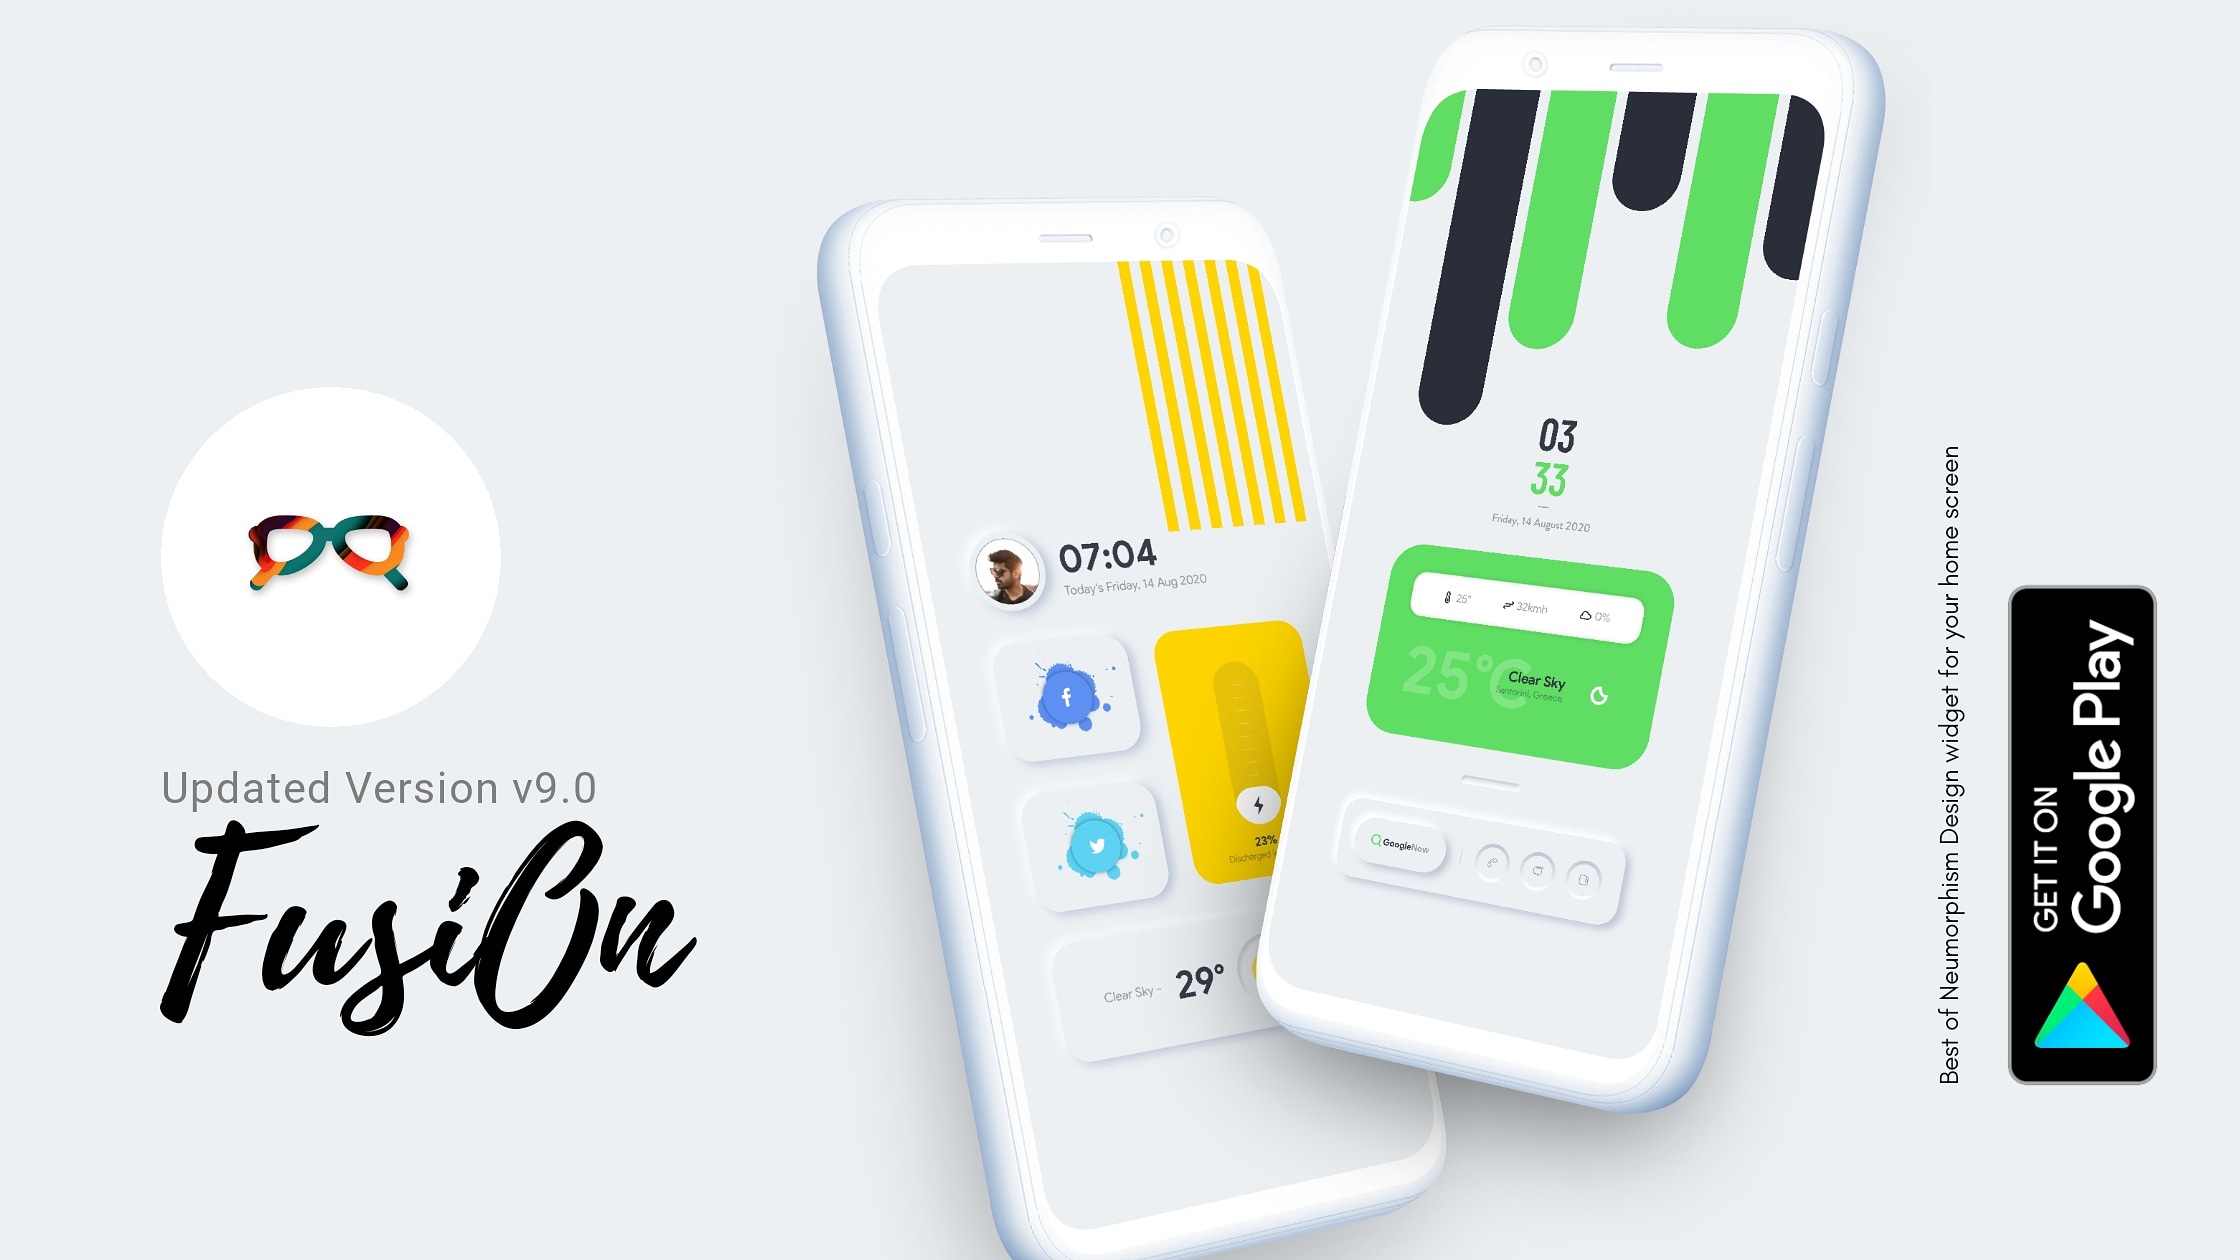 Updated Version v9.0
FusiOn
07:04
Today's Friday, 14 Aug 2020
23%
Discharged
Clear Sky -
29°
03
33
Friday, 14 August 2020
25°
32kmh
0%
25°C
Clear Sky
Santorini, Greece
GoogleNow
Best of Neumorphism Design widget for your home screen
GET IT ON
Google Play